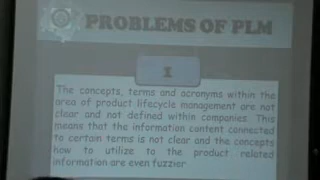 PROBLEMS OF PLM
1
The concepts, terms and acronyms within the
area of product lifecycle management are not
clear and not defined within companies. This
means that the information content connected
to certain terms is not clear and the concepts
how to utilize to the product related
information are even fuzzier.